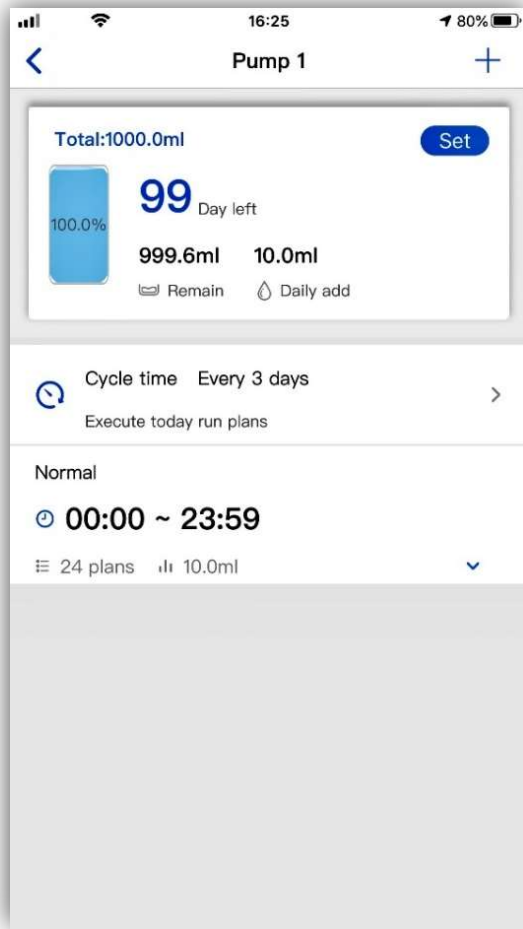 16:25 80%
Pump 1
Total:1000.0ml Set
100.0% 99 Day left
999.6ml 10.0ml
Remain Daily add
Cycle time Every 3 days
Execute today run plans
Normal
00:00 ~ 23:59
24 plans 10.0ml